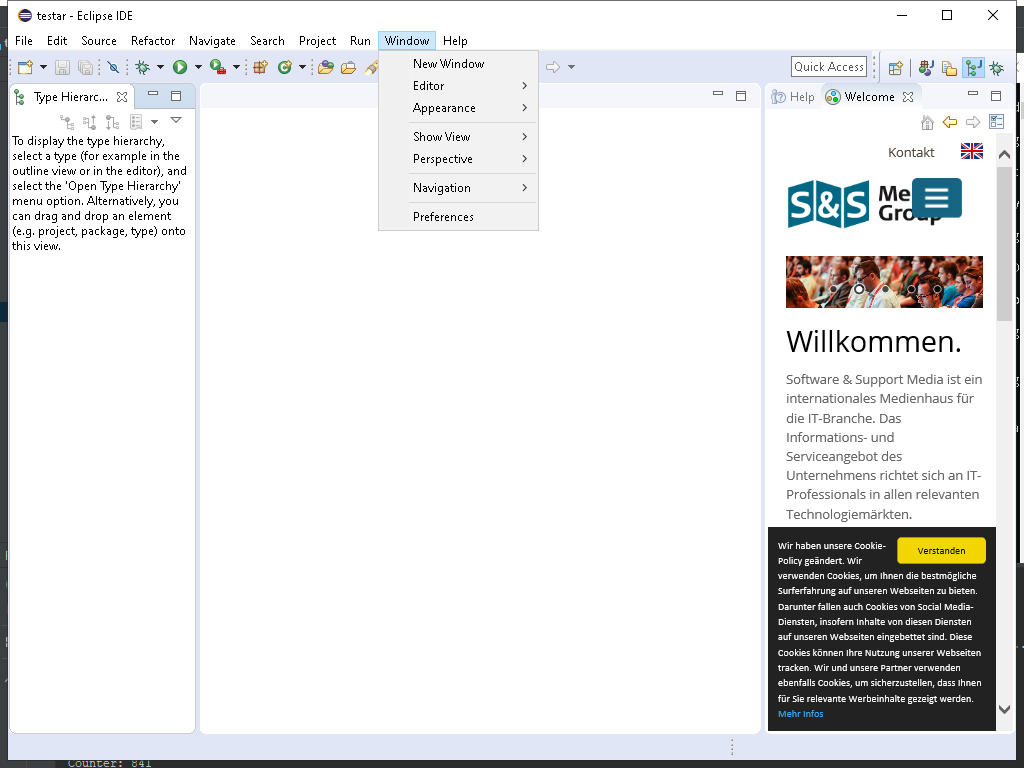 testar - Eclipse IDE
File Edit Source Refactor Navigate Search Project Run Window Help
Quick Access
New Window
Editor
Appearance
Show View
Perspective
Navigation
Preferences
Type Hierarc...
To display the type hierarchy,
select a type (for example in the
outline view or in the editor), and
select the 'Open Type Hierarchy'
menu option. Alternatively, you
can drag and drop an element
(e.g. project, package, type) onto
this view.
Help Welcome
Kontakt
S&S Me
Group
Willkommen.
Software & Support Media ist ein
internationales Medienhaus für
die IT-Branche. Das
Informations- und
Serviceangebot des
Unternehmens richtet sich an IT-
Professionals in allen relevanten
Technologiemärkten.
Wir haben unsere Cookie-
Policy geändert. Wir
verwenden Cookies, um Ihnen die bestmögliche
Surferfahrung auf unseren Webseiten zu bieten.
Darunter fallen auch Cookies von Social Media-
Diensten, insofern Inhalte von diesen Diensten
auf unseren Webseiten eingebettet sind. Diese
Cookies können Ihre Nutzung unserer Webseiten
tracken. Wir und unsere Partner verwenden
ebenfalls Cookies, um sicherzustellen, dass Ihnen
für Sie relevante Werbeinhalte gezeigt werden.
Mehr Infos
Verstanden
Counter: 841